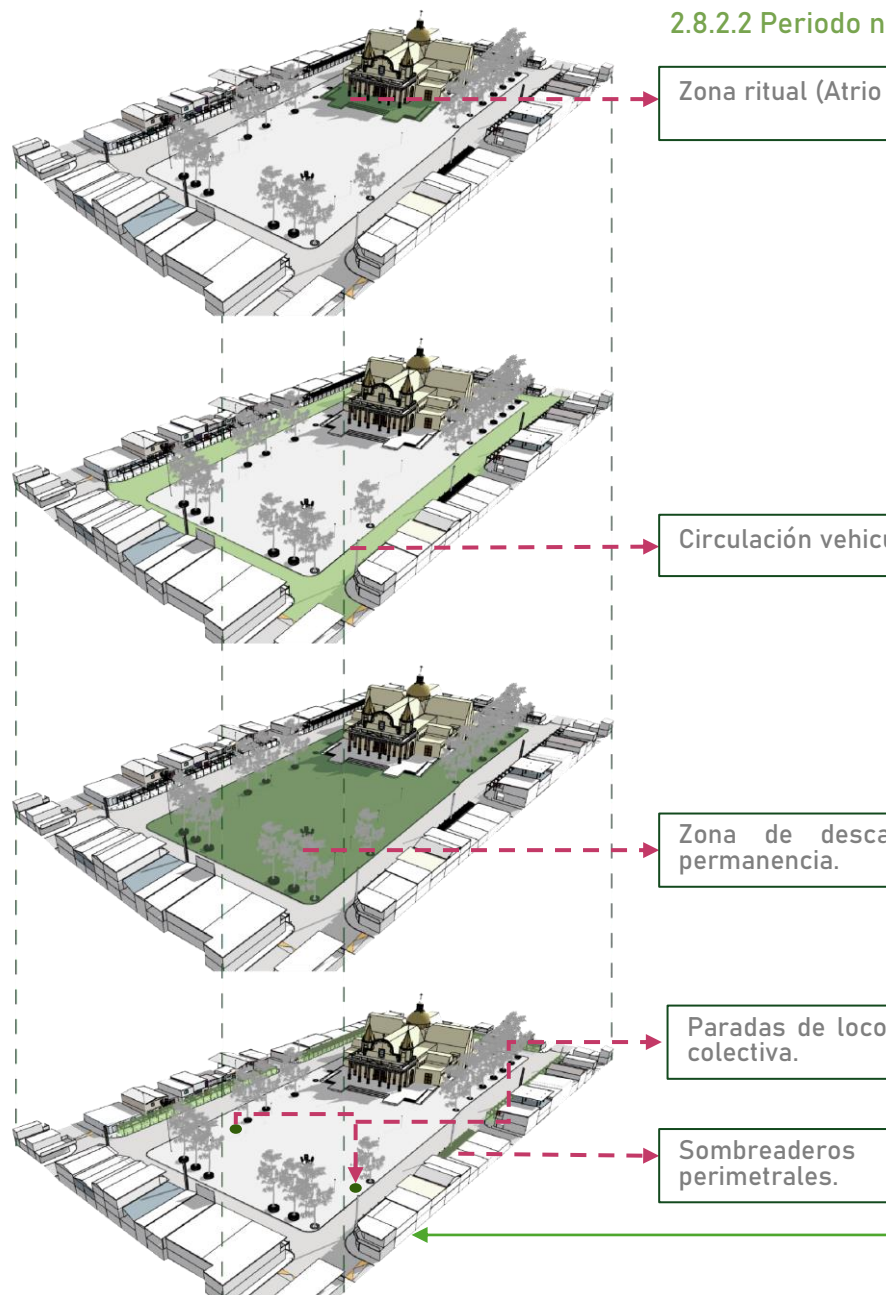 2.8.2.2 Periodo n
Zona ritual (Atrio
Circulación vehicu
Zona de desca
permanencia.
Paradas de loco
colectiva.
Sombreaderos
perimetrales.